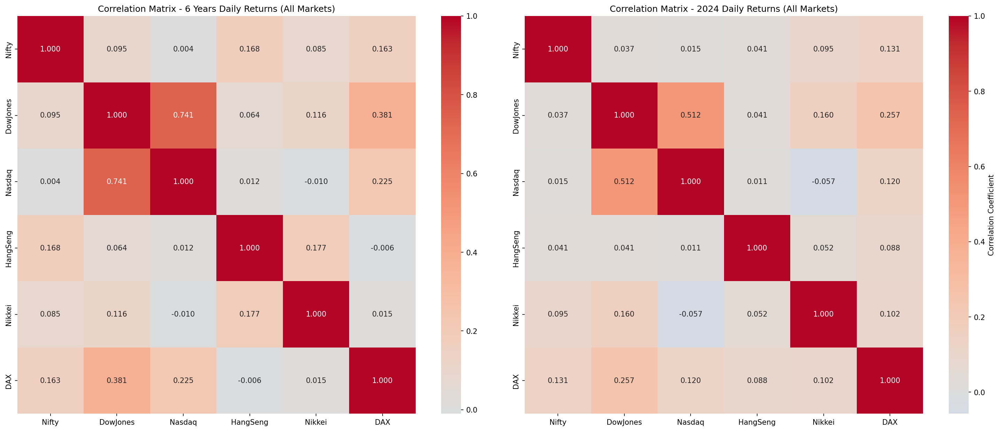 Correlation Matrix - 6 Years Daily Returns (All Markets)
Nifty 1.000 0.095 0.004 0.168 0.085 0.163
DowJones 0.095 1.000 0.741 0.064 0.116 0.381
Nasdaq 0.004 0.741 1.000 0.012 -0.010 0.225
HangSeng 0.168 0.064 0.012 1.000 0.177 -0.006
Nikkei 0.085 0.116 -0.010 0.177 1.000 0.015
DAX 0.163 0.381 0.225 -0.006 0.015 1.000
Nifty DowJones Nasdaq HangSeng Nikkei DAX
1.0
0.8
0.6
0.4
0.2
0.0
Correlation Matrix - 2024 Daily Returns (All Markets)
Nifty 1.000 0.037 0.015 0.041 0.095 0.131
DowJones 0.037 1.000 0.512 0.041 0.160 0.257
Nasdaq 0.015 0.512 1.000 0.011 -0.057 0.120
HangSeng 0.041 0.041 0.011 1.000 0.052 0.088
Nikkei 0.095 0.160 -0.057 0.052 1.000 0.102
DAX 0.131 0.257 0.120 0.088 0.102 1.000
Nifty DowJones Nasdaq HangSeng Nikkei DAX
1.0
0.8
0.6
0.4
0.2
0.0
Correlation Coefficient